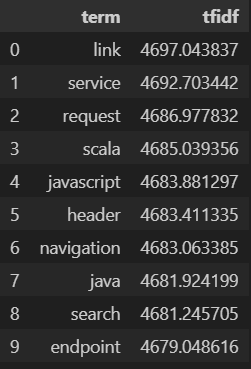 term tfidf
0 link 4697.043837
1 service 4692.703442
2 request 4686.977832
3 scala 4685.039356
4 javascript 4683.881297
5 header 4683.411335
6 navigation 4683.063385
7 java 4681.924199
8 search 4681.245705
9 endpoint 4679.048616